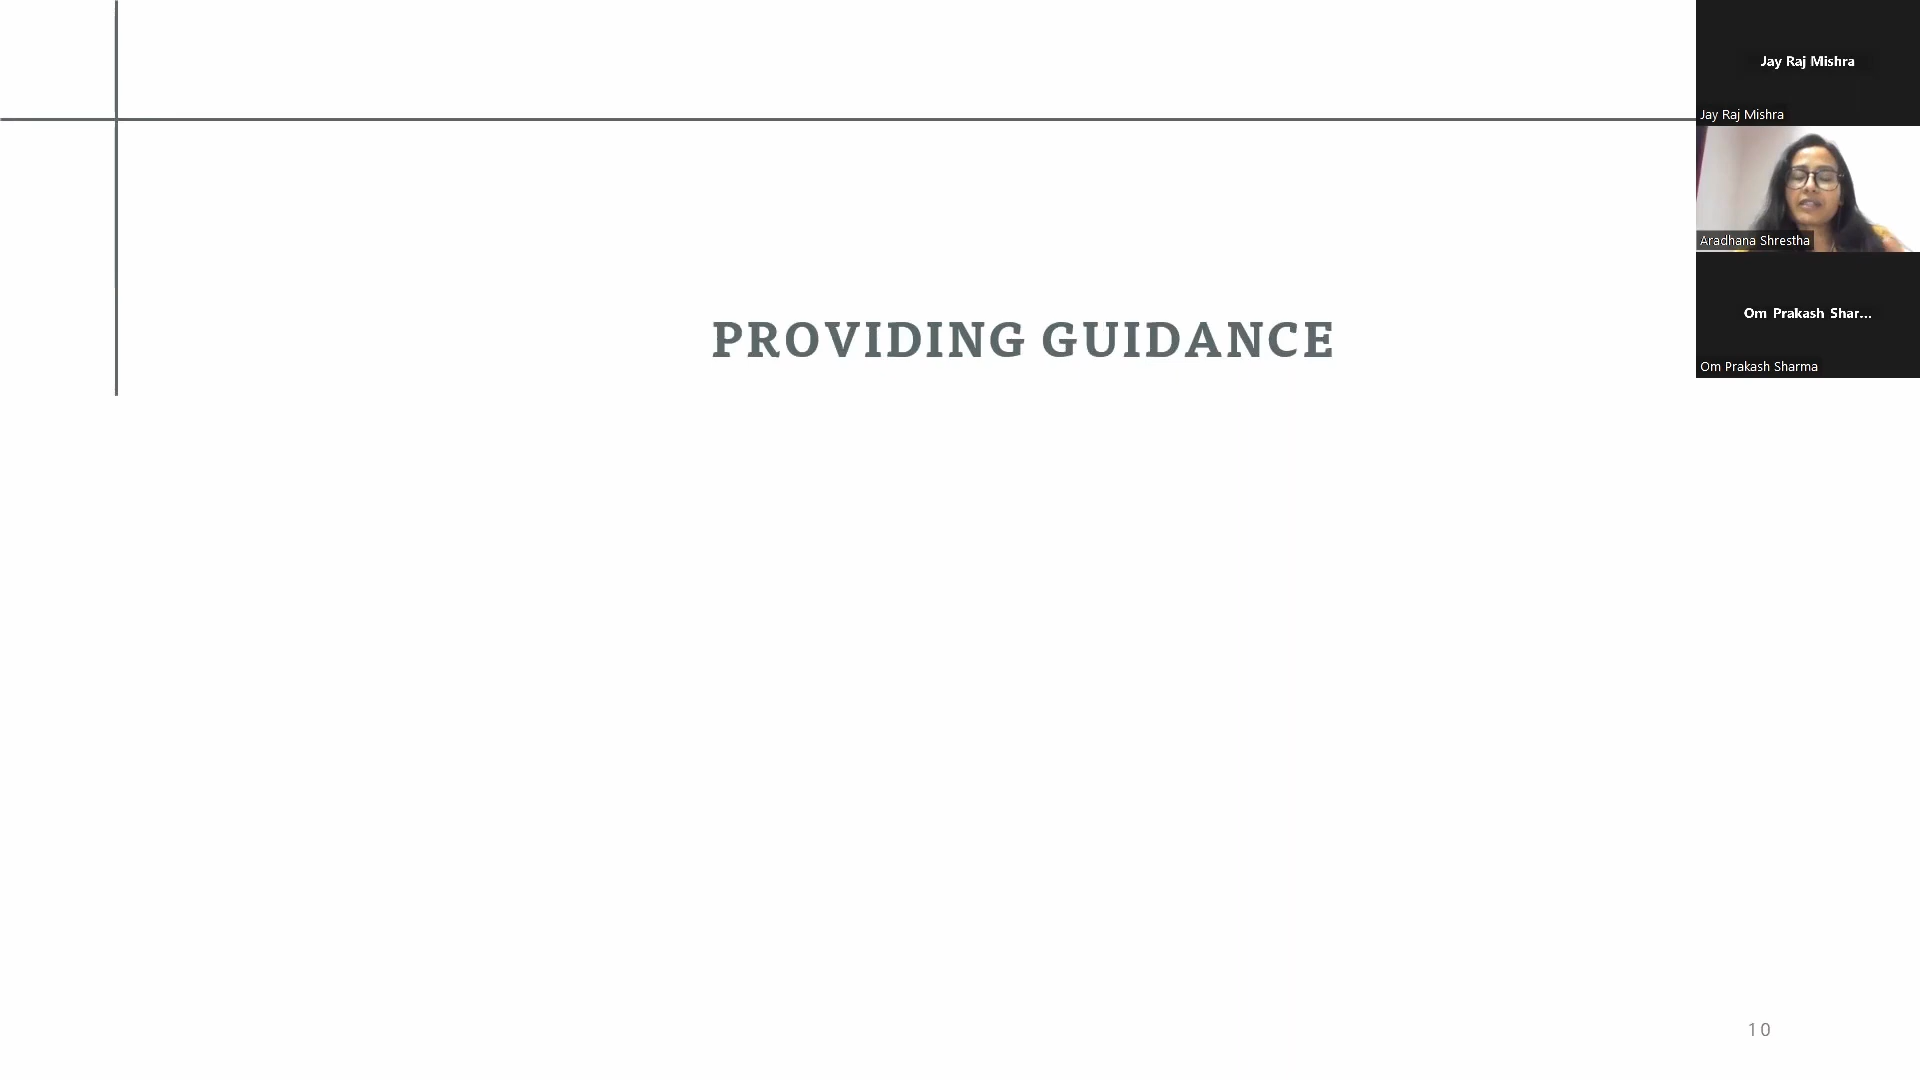 Jay Raj Mishra
Jay Raj Mishra
Aradhana Shrestha
Om Prakash Shar...
Om Prakash Sharma
PROVIDING GUIDANCE
10